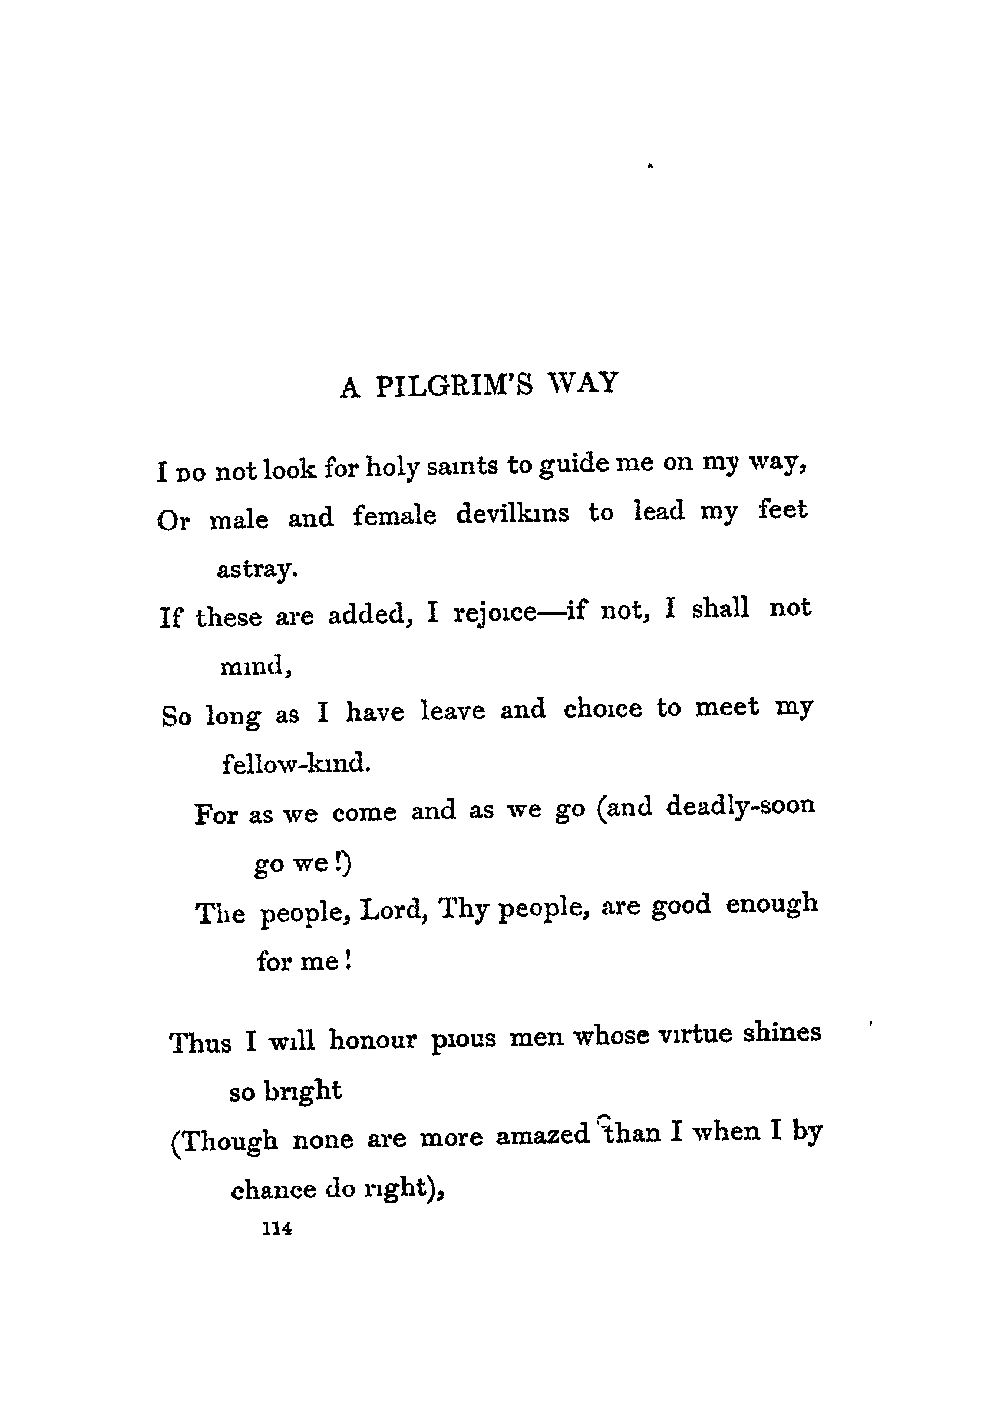 A PILGRIM'S WAY
I DO not look for holy saints to guide me on my way,
Or male and female devilkins to lead my feet
astray.
If these are added, I rejoice—if not, I shall not
mind,
So long as I have leave and choice to meet my
fellow-kind.
For as we come and as we go (and deadly-soon
go we!)
The people, Lord, Thy people, are good enough
for me!
Thus I will honour pious men whose virtue shines
so bright
(Though none are more amazed than I when I by
chance do right),
114